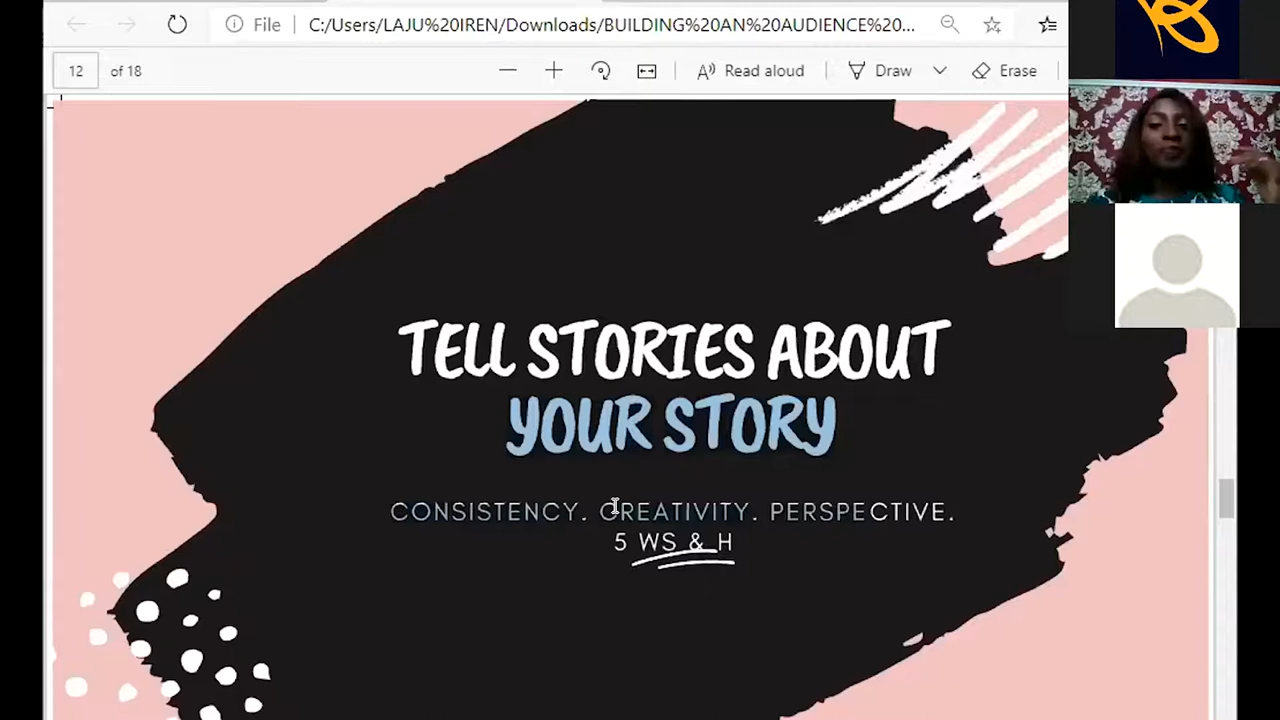 File
C:/Users/LAJU%20IREN/Downloads/BUILDING%20AN%20AUDIENCE%20...
12 of 18
Read aloud
Draw
Erase
TELL STORIES ABOUT
YOUR STORY
CONSISTENCY. CREATIVITY. PERSPECTIVE.
5 WS & H